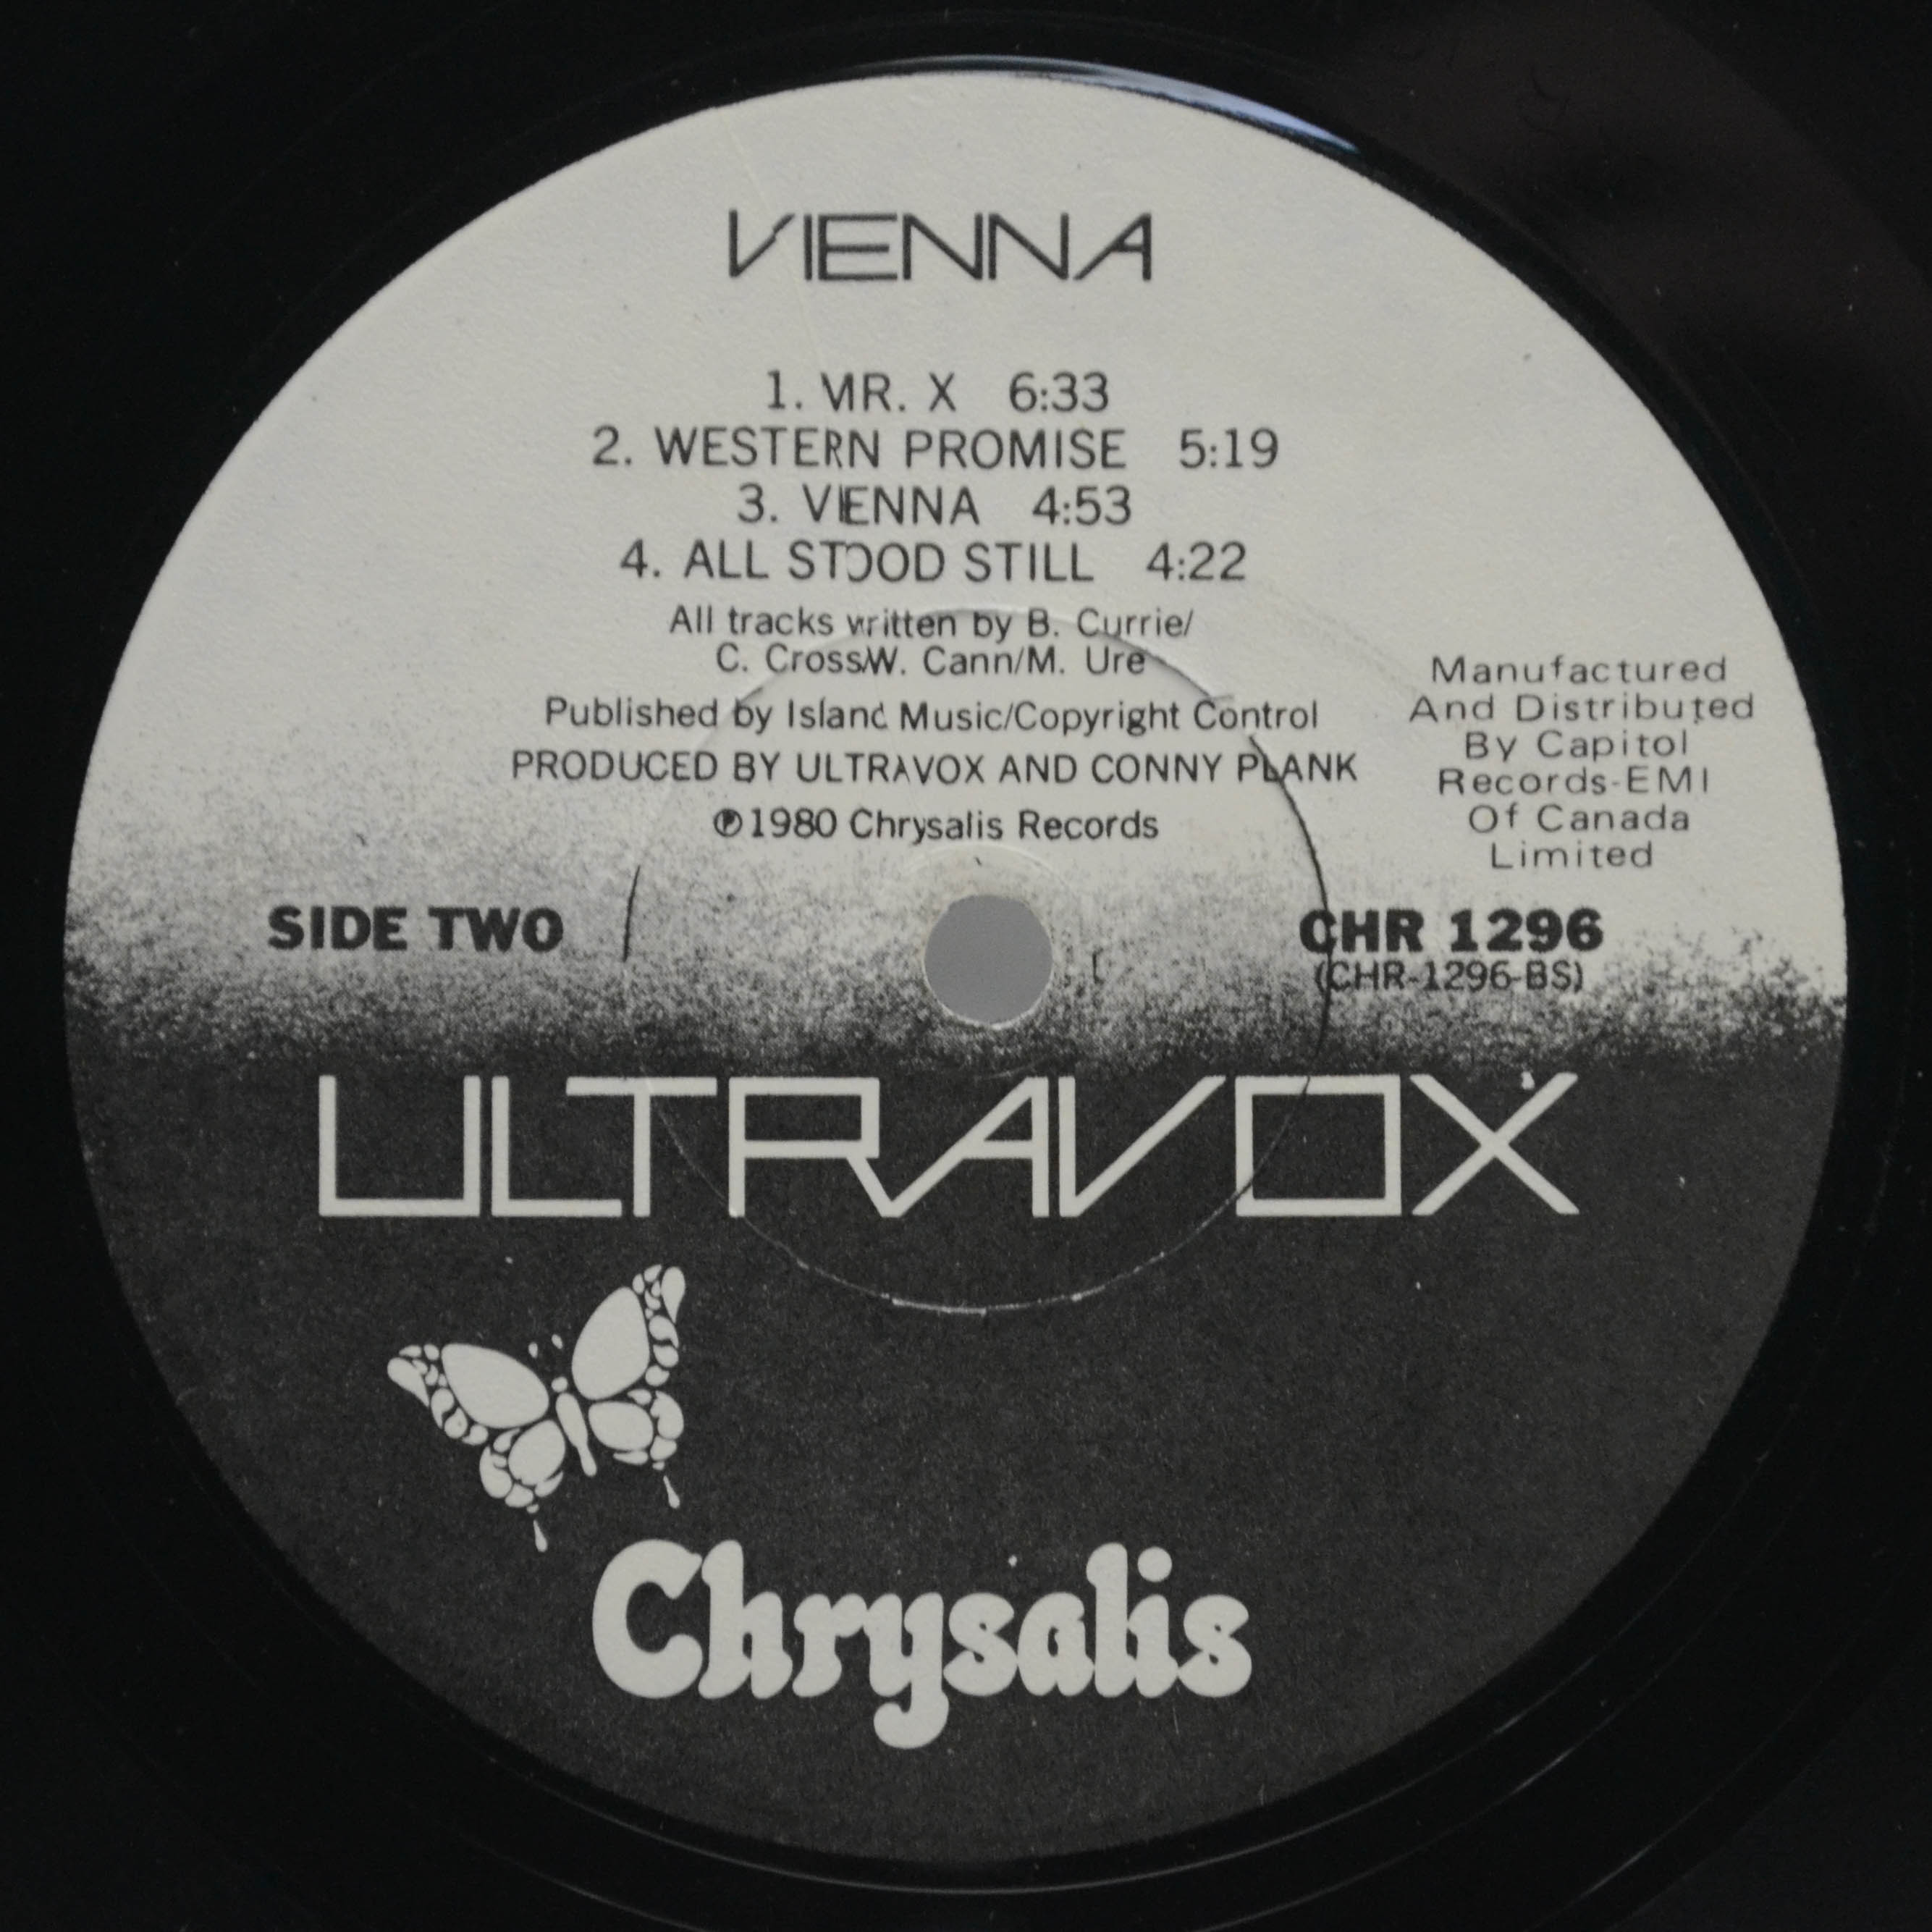 VIENNA
1. MR. X 6:33
2. WESTERN PROMISE 5:19
3. VIENNA 4:53
4. ALL STOOD STILL 4:22
All tracks written by B. Currie/
C. Cross/W. Cann/M. Ure
Published by Island Music/Copyright Control
PRODUCED BY ULTRAVOX AND CONNY PLANK
℗1980 Chrysalis Records
Manufactured
And Distributed
By Capitol
Records-EMI
Of Canada
Limited
SIDE TWO
CHR 1296
(CHR-1296-BS)
ULTRAVOX
Chrysalis